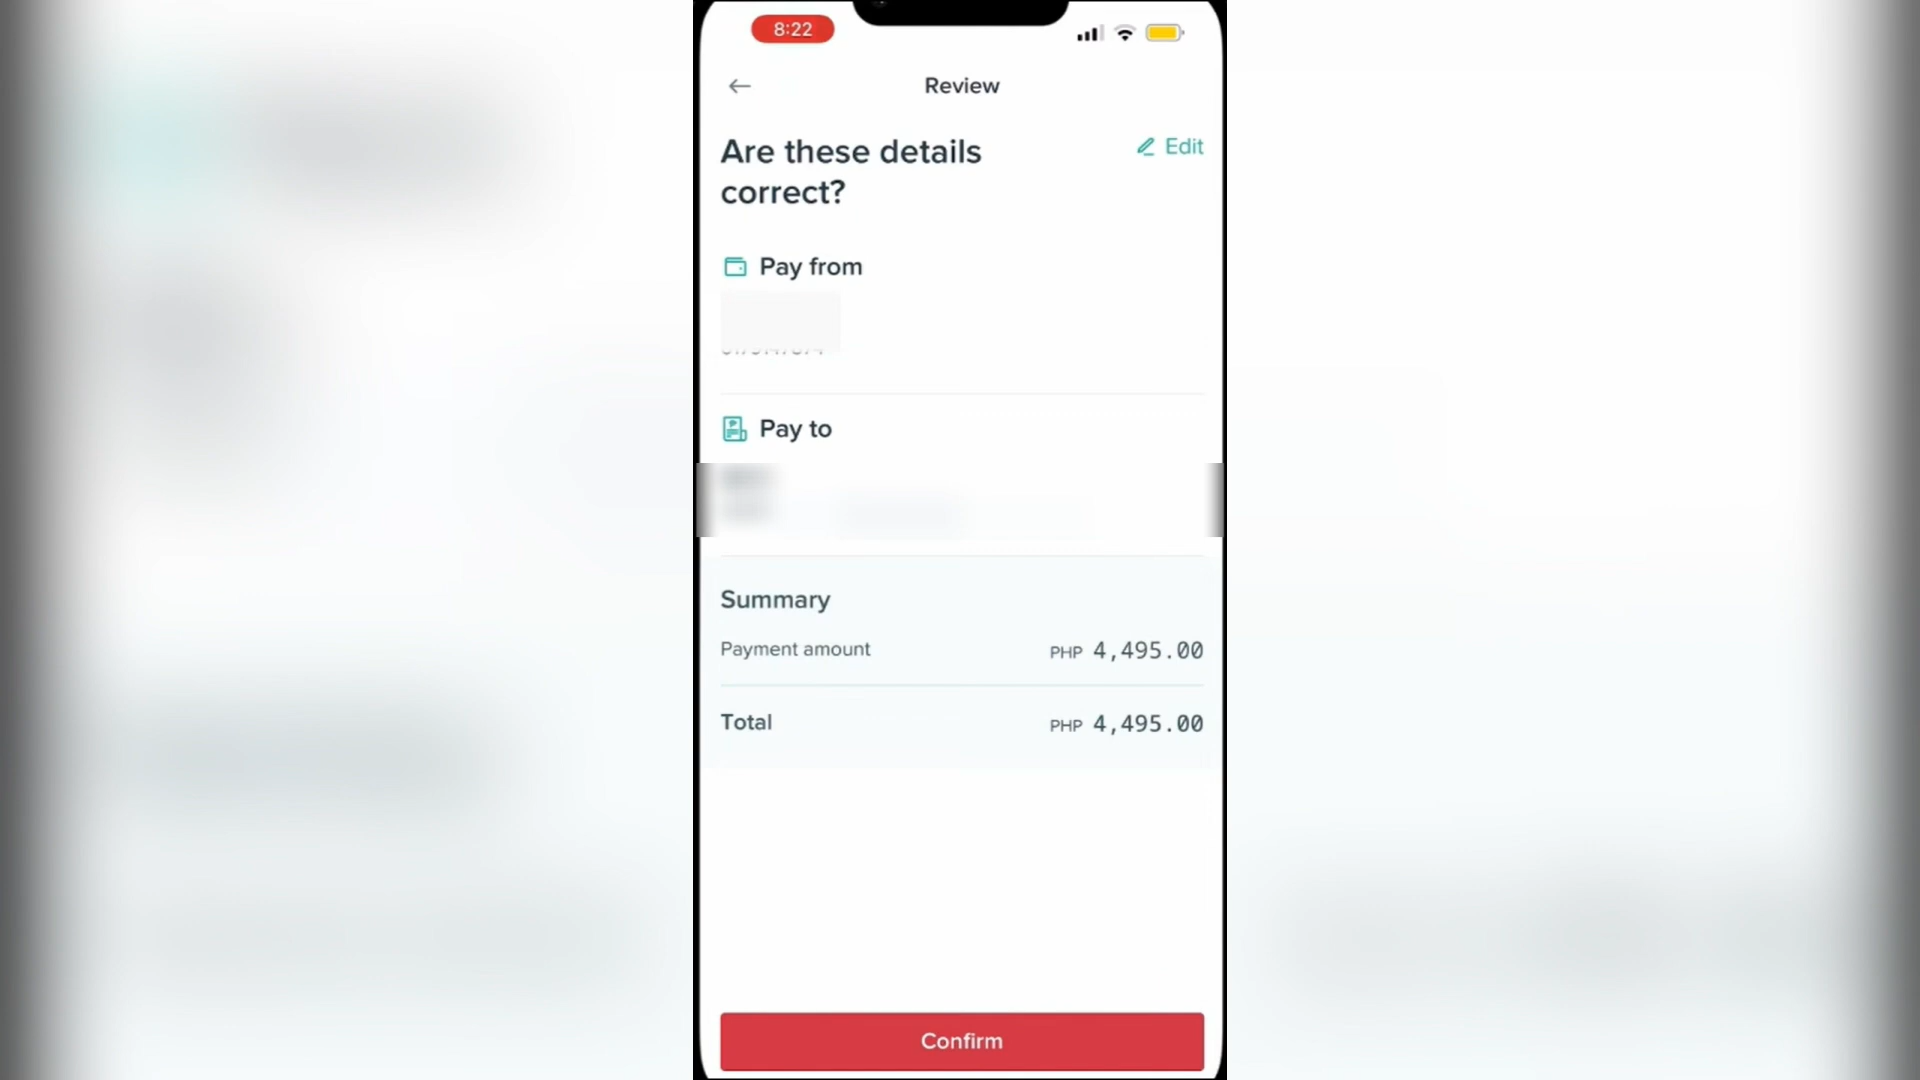 8:22
Review
Are these details
correct?
Edit
Pay from
Pay to
Summary
Payment amount
PHP 4,495.00
Total
PHP 4,495.00
Confirm